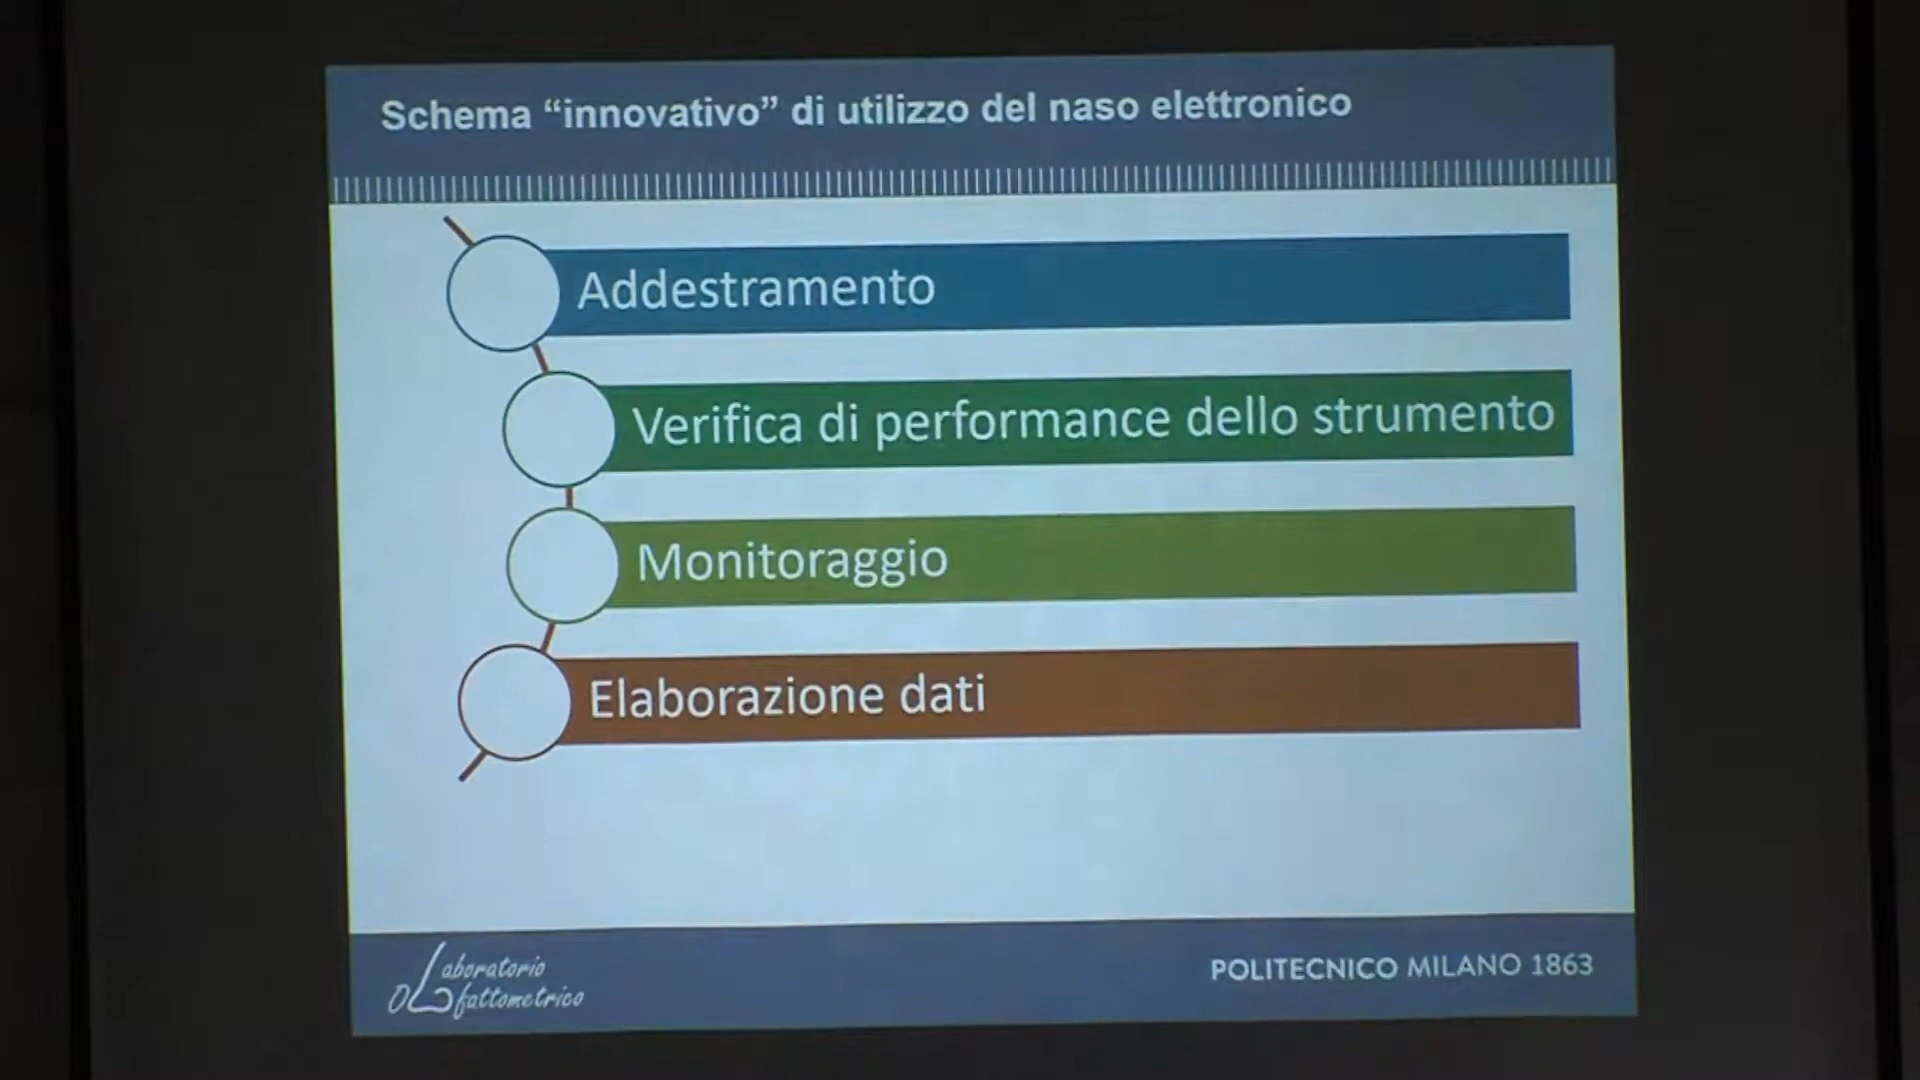 Schema “innovativo” di utilizzo del naso elettronico
Addestramento
Verifica di performance dello strumento
Monitoraggio
Elaborazione dati
Laboratorio
Olfattometrico
POLITECNICO MILANO 1863